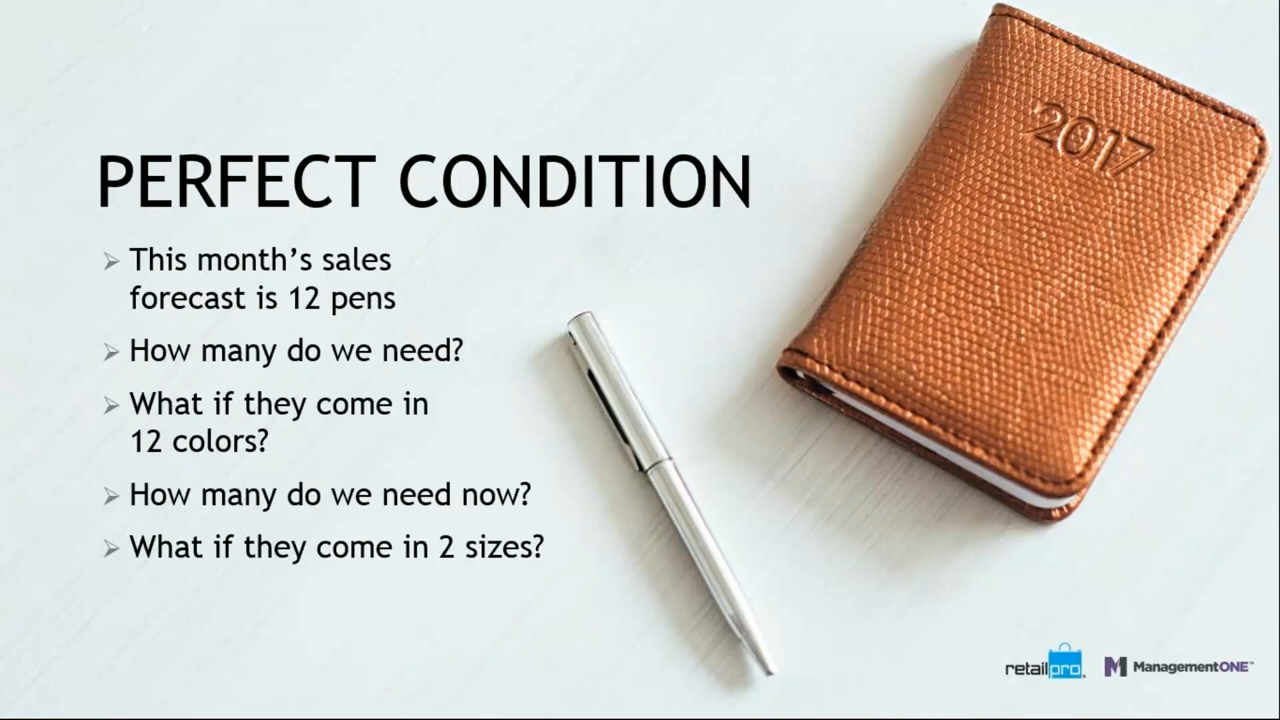 2017
PERFECT CONDITION
This month's sales
forecast is 12 pens
How many do we need?
What if they come in
12 colors?
How many do we need now?
What if they come in 2 sizes?
retailpro
M ManagementONE™